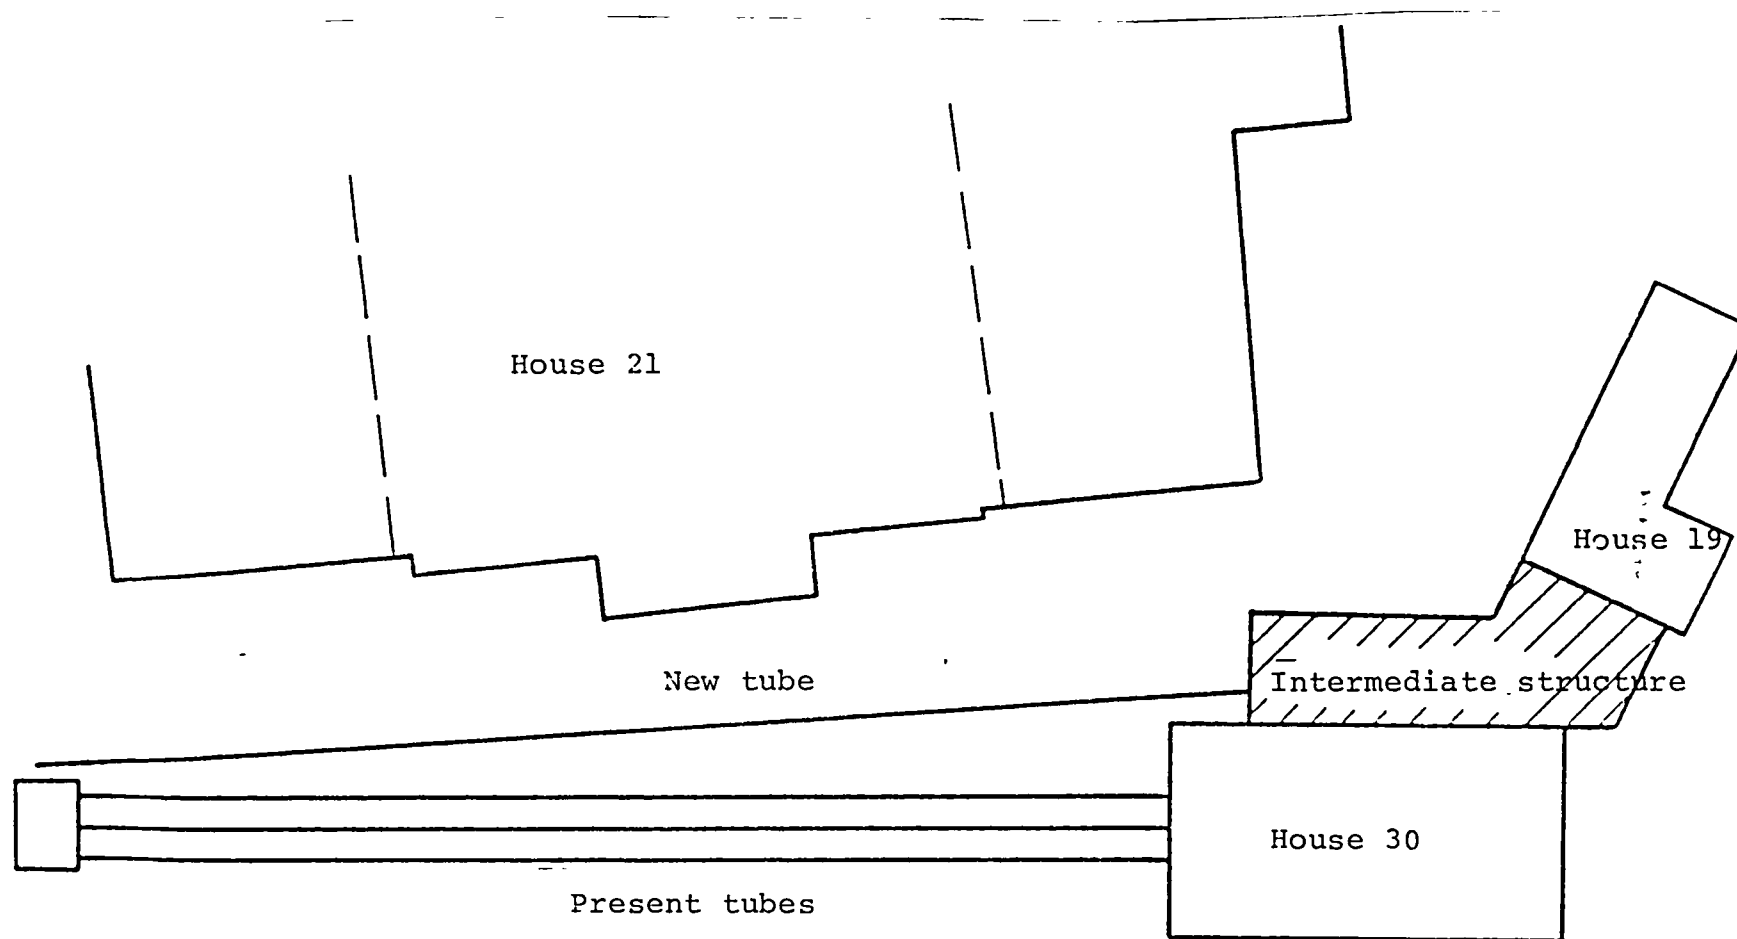 House 21
House 19
New tube
Intermediate structure
House 30
Present tubes